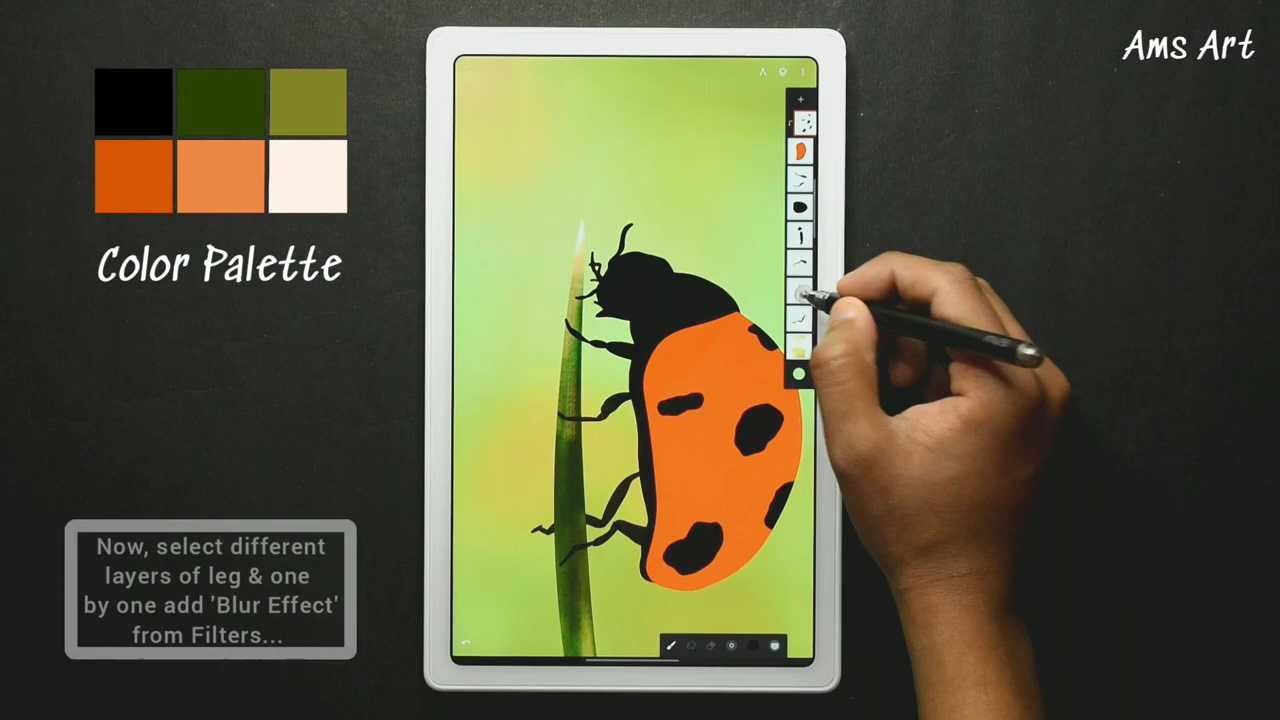 Ams Art
Color Palette
Now, select different
layers of leg & one
by one add 'Blur Effect'
from Filters...